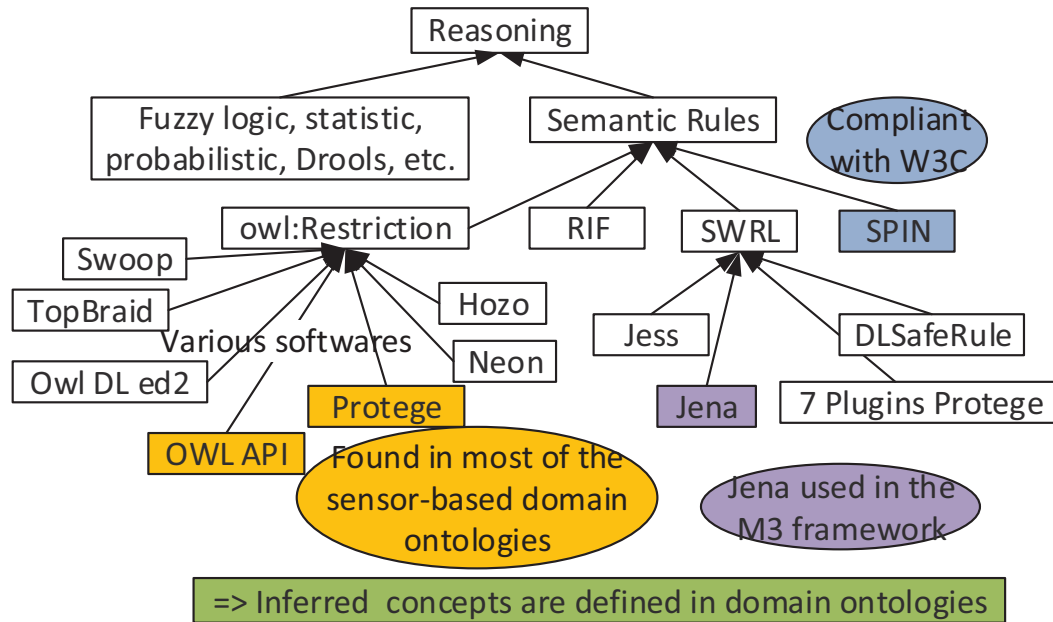 Reasoning
Fuzzy logic, statistic,
probabilistic, Drools, etc.
Semantic Rules
Compliant
with W3C
owl:Restriction
RIF
SWRL
SPIN
Swoop
TopBraid
Various softwares
Owl DL ed2
OWL API
Protege
Neon
Hozo
Jess
Jena
DLSafeRule
7 Plugins Protege
Found in most of the
sensor-based domain
ontologies
Jena used in the
M3 framework
=> Inferred  concepts are defined in domain ontologies